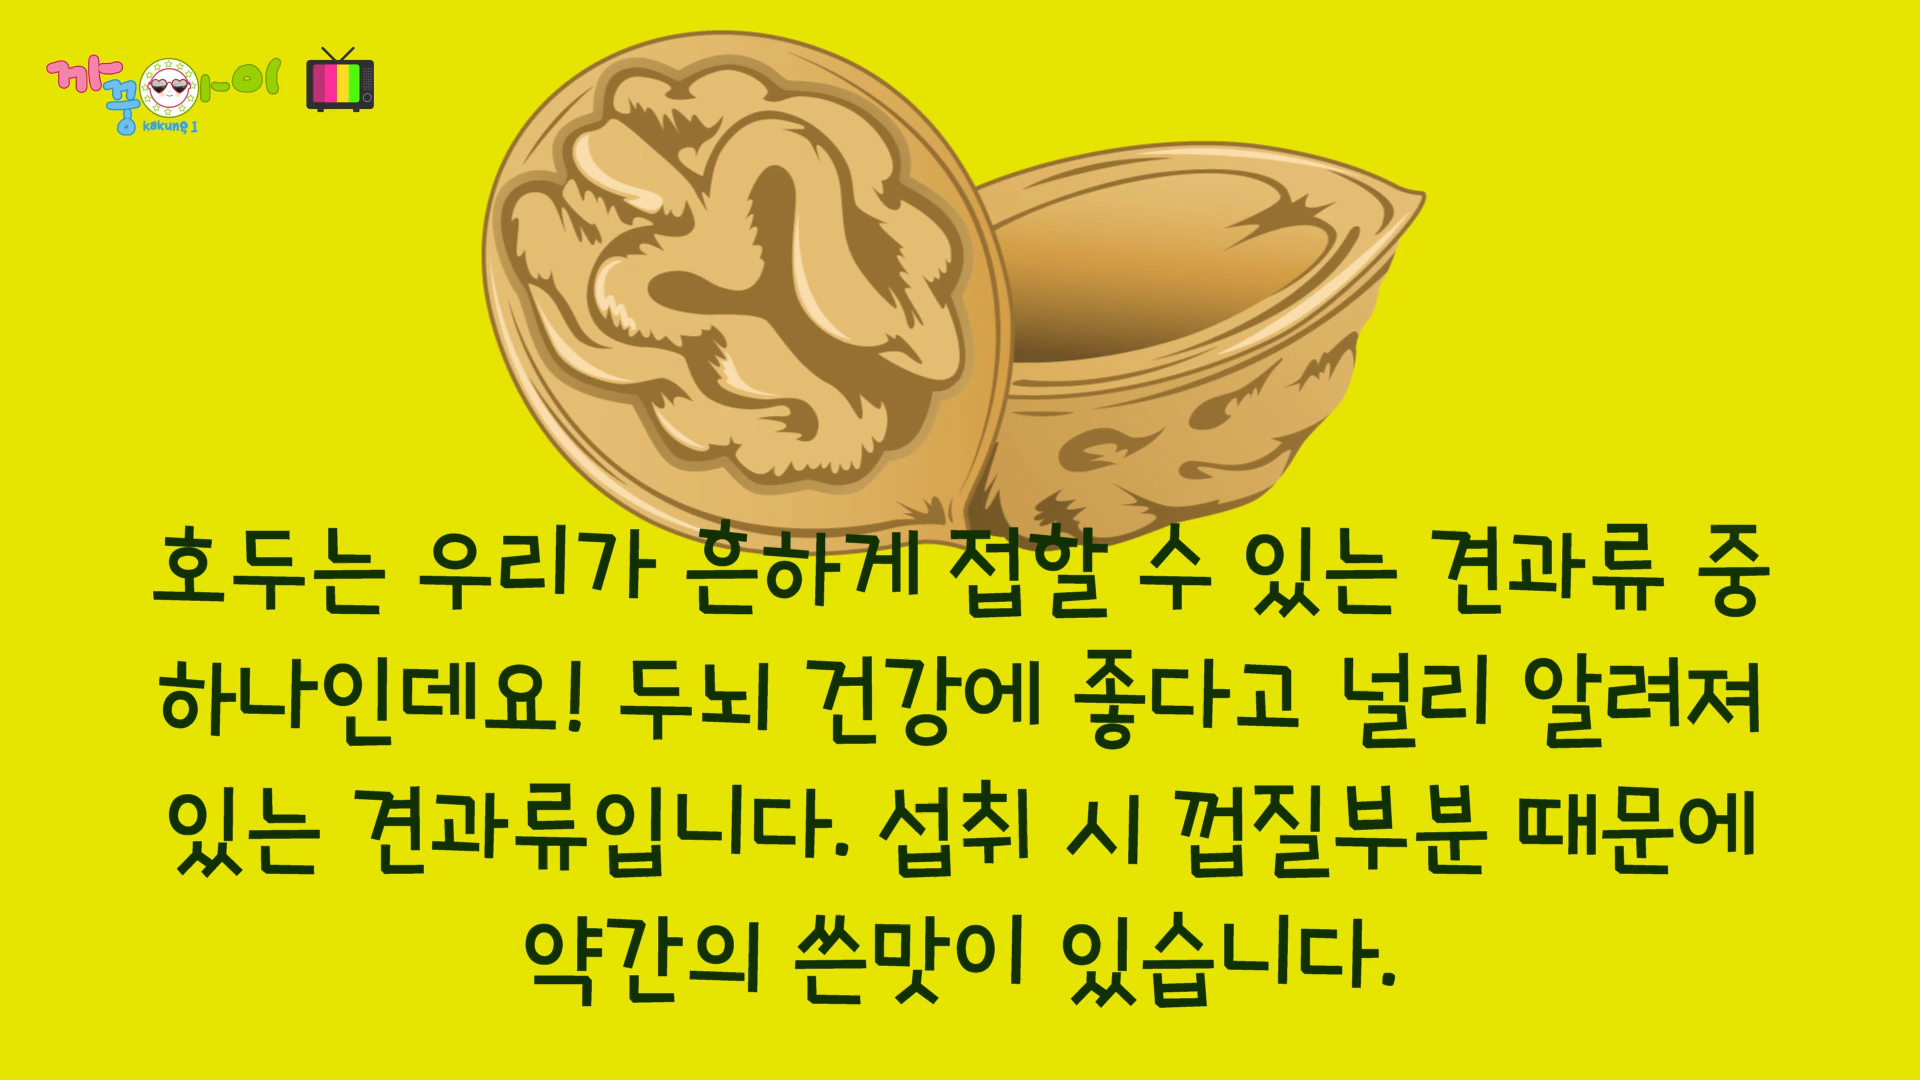 까꿍아이
kakung I
호두는 우리가 흔하게 접할 수 있는 견과류 중
하나인데요! 두뇌 건강에 좋다고 널리 알려져
있는 견과류입니다. 섭취 시 껍질부분 때문에
약간의 쓴맛이 있습니다.